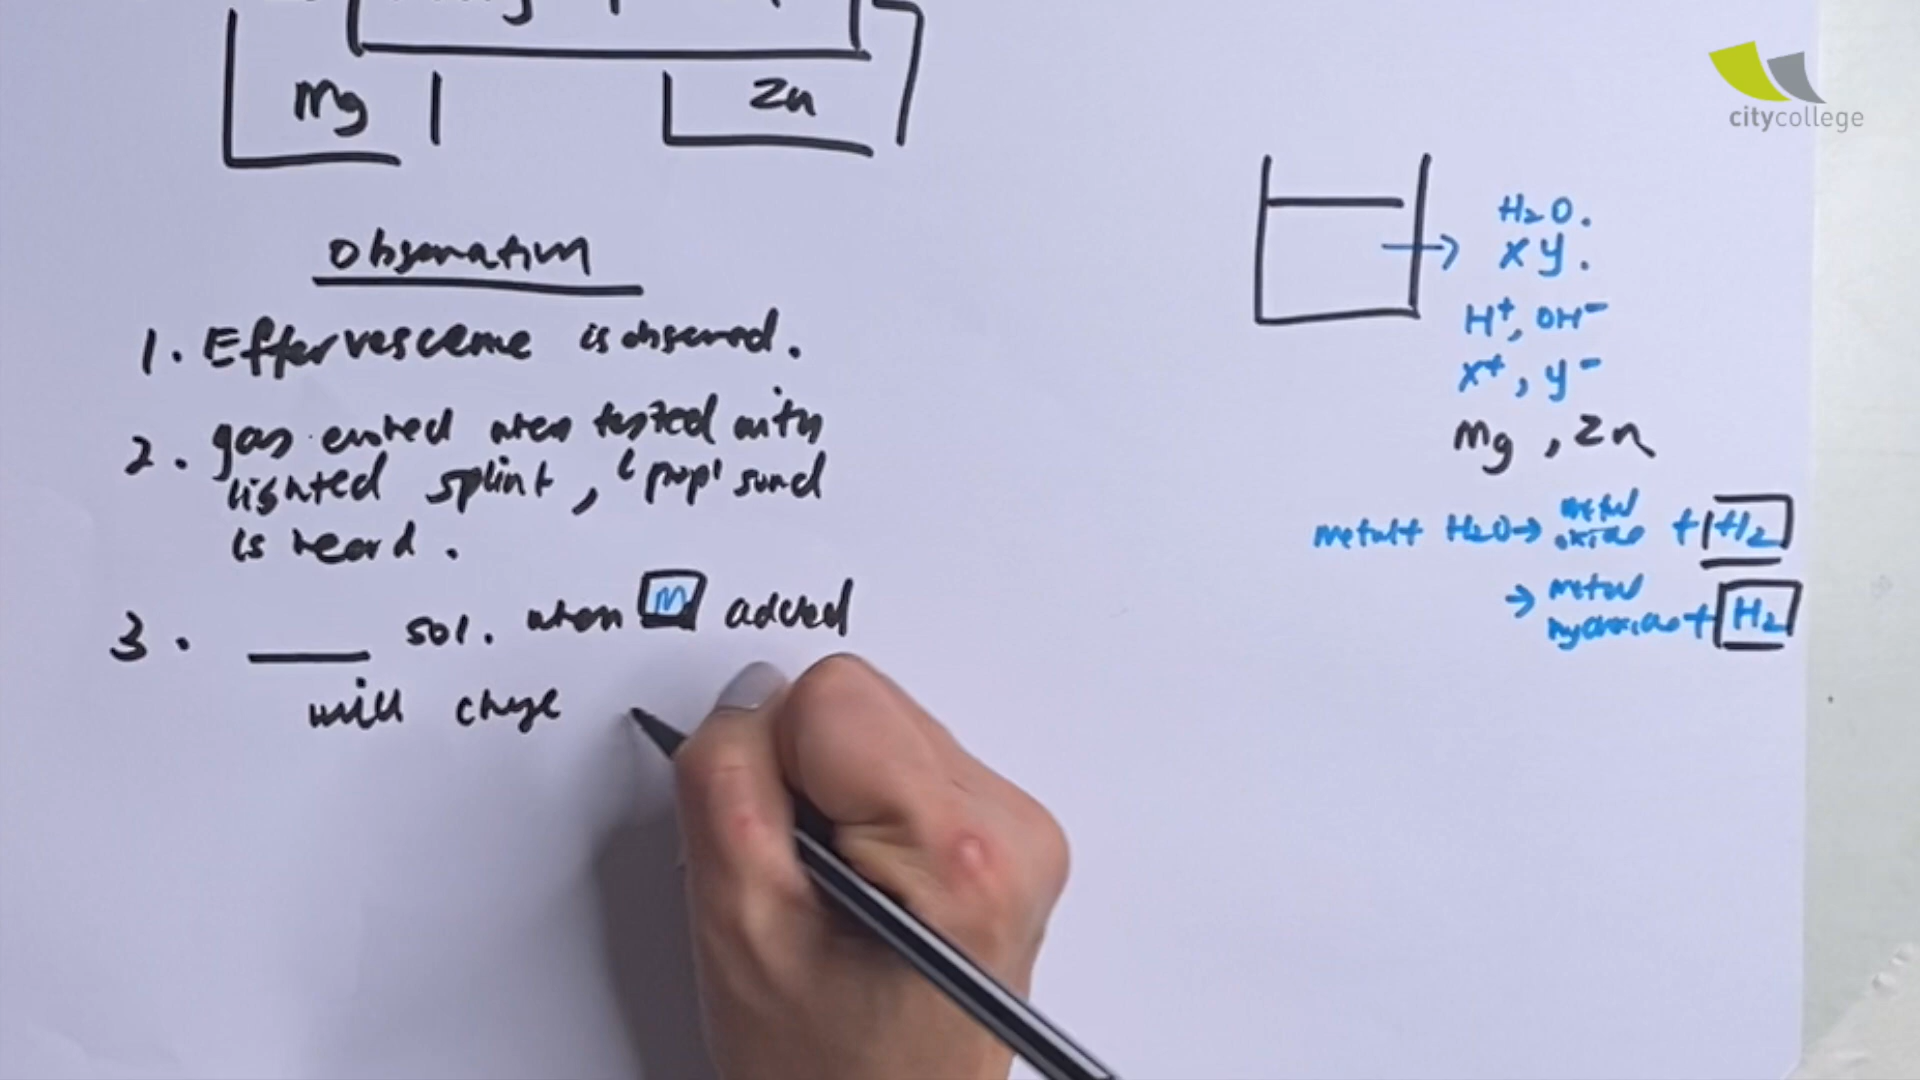 Mg
Zn
citycollege
Observation
1. Effervescence is observed.
2. gas evolved when tested with
lighted splint, 'pop' sound
is heard.
3. ____ sol. when M added
will change
H₂O.
XY.
H⁺, OH⁻
X⁺, Y⁻
Mg, Zn
metal + H₂O → metal oxide + H₂
→ metal hydroxide + H₂